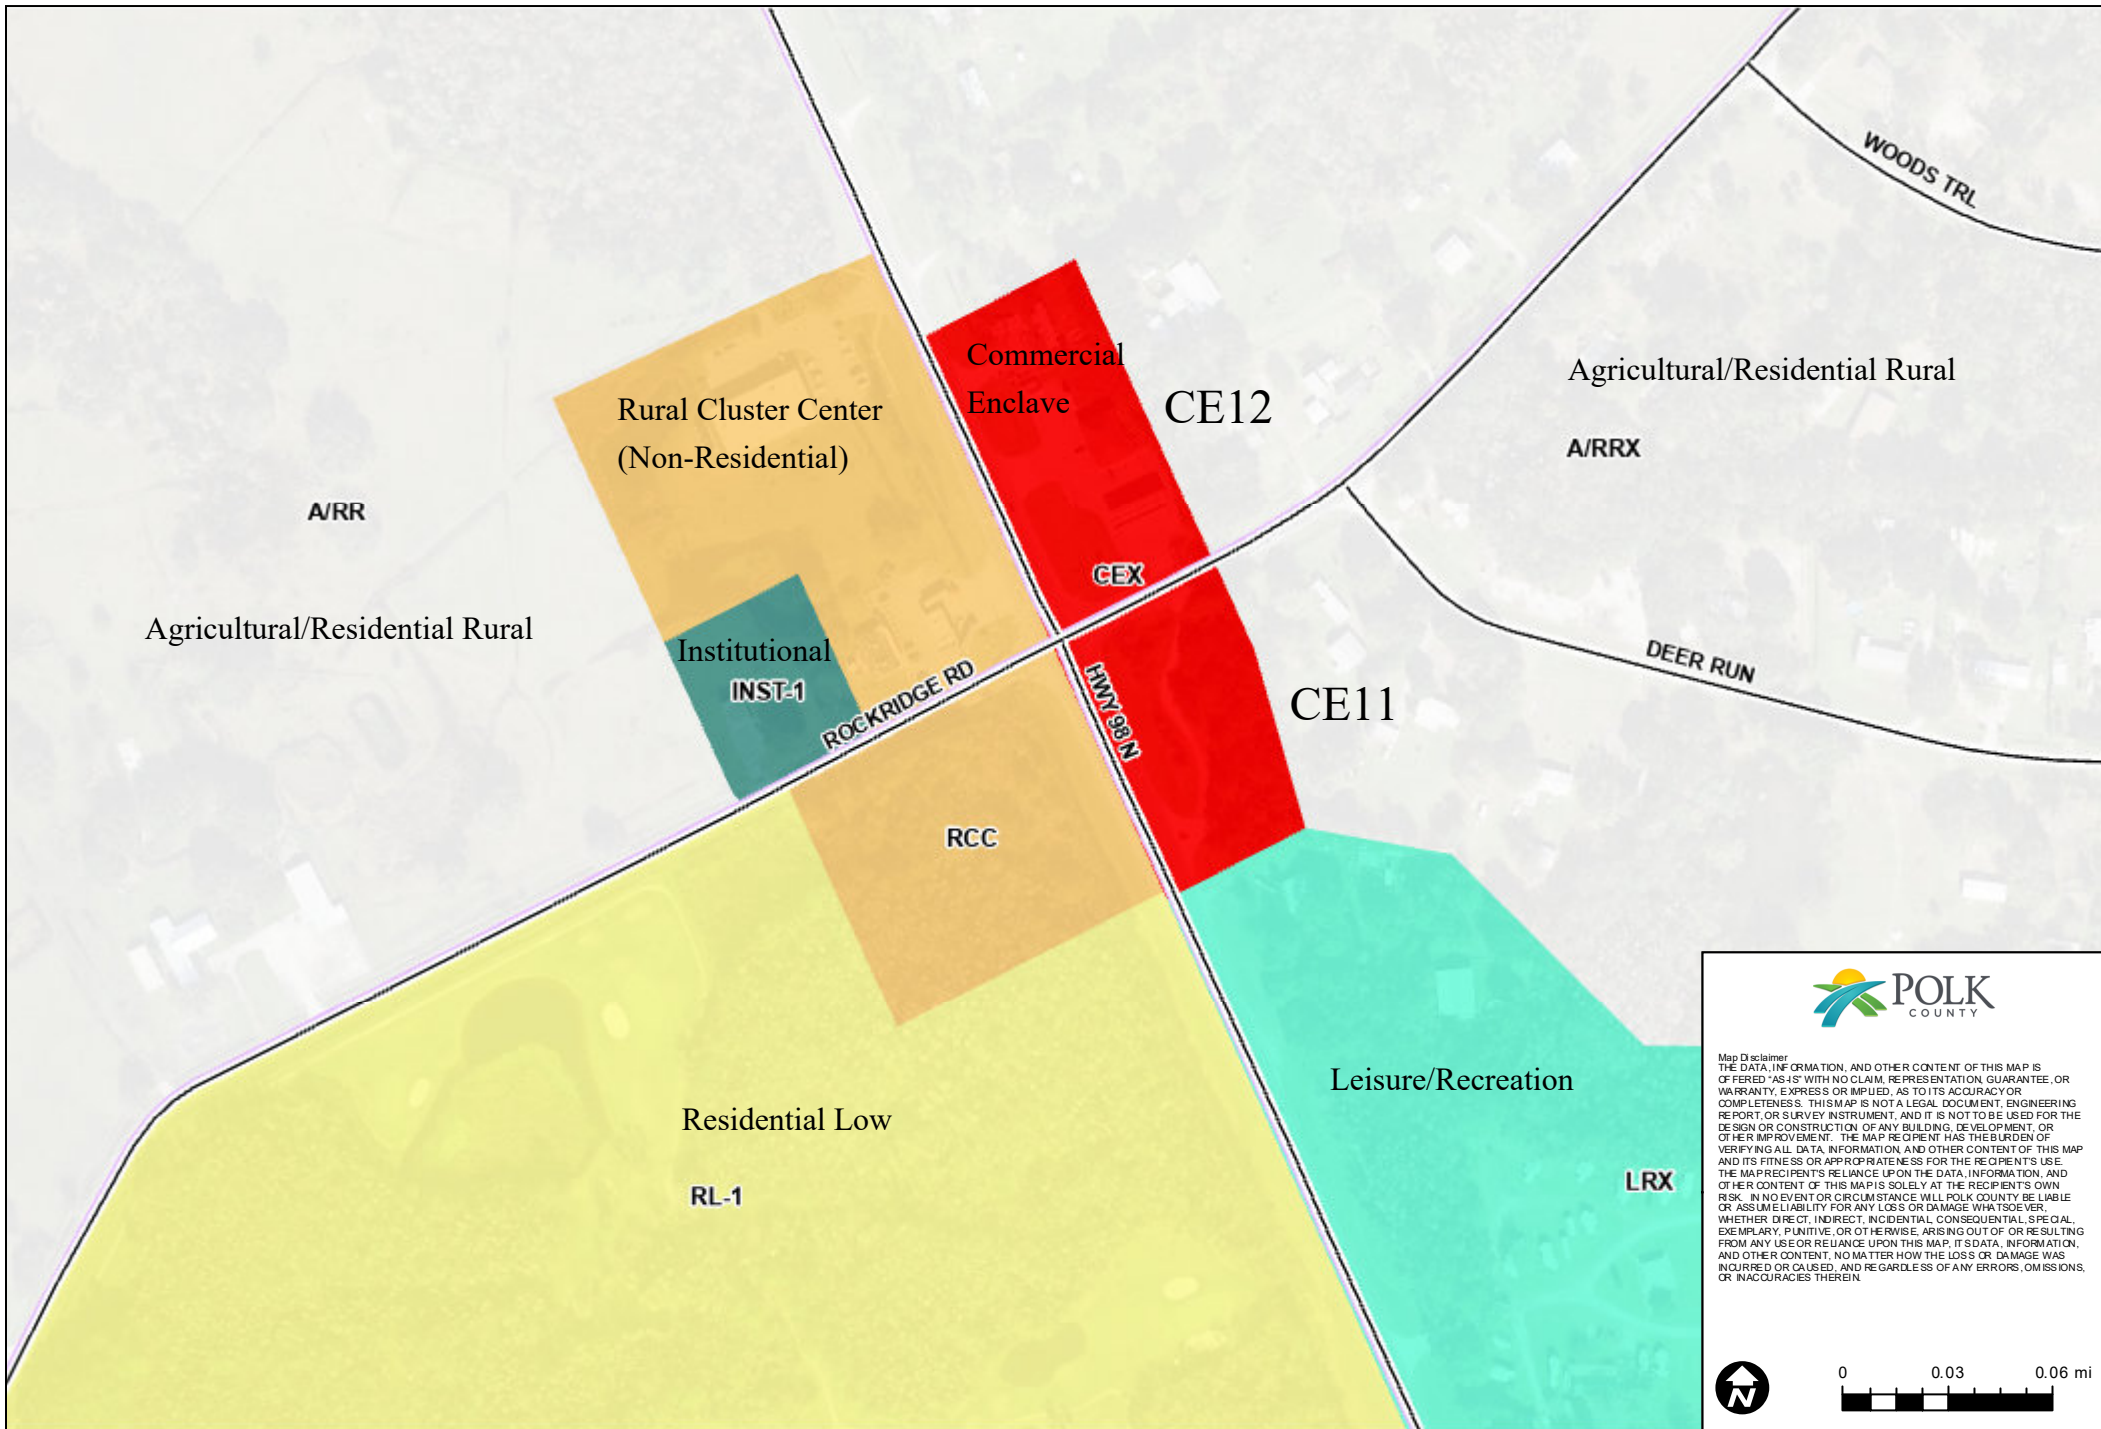 WOODS TRL
Commercial
Enclave
CE12
Agricultural/Residential Rural
A/RRX
Rural Cluster Center
(Non-Residential)
A/RR
CEX
Agricultural/Residential Rural
Institutional
INST-1
ROCKRIDGE RD
HWY 98 N
CE11
DEER RUN
RCC
Residential Low
RL-1
Leisure/Recreation
LRX
POLK
COUNTY
Map Disclaimer
THE DATA, INFORMATION, AND OTHER CONTENT OF THIS MAP IS
OFFERED "AS-IS" WITH NO CLAIM, REPRESENTATION, GUARANTEE, OR
WARRANTY, EXPRESS OR IMPLIED, AS TO ITS ACCURACY OR
COMPLETENESS. THIS MAP IS NOT A LEGAL DOCUMENT, ENGINEERING
REPORT, OR SURVEY INSTRUMENT, AND IT IS NOT TO BE USED FOR THE
DESIGN OR CONSTRUCTION OF ANY BUILDING, DEVELOPMENT, OR
OTHER IMPROVEMENT. THE MAP RECIPIENT HAS THE BURDEN OF
VERIFYING ALL DATA, INFORMATION, AND OTHER CONTENT OF THIS MAP
AND ITS FITNESS OR APPROPRIATENESS FOR THE RECIPIENT'S USE.
THE MAP RECIPIENT'S RELIANCE UPON THE DATA, INFORMATION, AND
OTHER CONTENT OF THIS MAP IS SOLELY AT THE RECIPIENT'S OWN
RISK. IN NO EVENT OR CIRCUMSTANCE WILL POLK COUNTY BE LIABLE
OR ASSUME LIABILITY FOR ANY LOSS OR DAMAGE WHATSOEVER,
WHETHER DIRECT, INDIRECT, INCIDENTIAL, CONSEQUENTIAL, SPECIAL,
EXEMPLARY, PUNITIVE, OR OTHERWISE, ARISING OUT OF OR RESULTING
FROM ANY USE OR RELIANCE UPON THIS MAP, ITS DATA, INFORMATION,
AND OTHER CONTENT, NO MATTER HOW THE LOSS OR DAMAGE WAS
INCURRED OR CAUSED, AND REGARDLESS OF ANY ERRORS, OMISSIONS,
OR INACCURACIES THEREIN.
N
0 0.03 0.06 mi